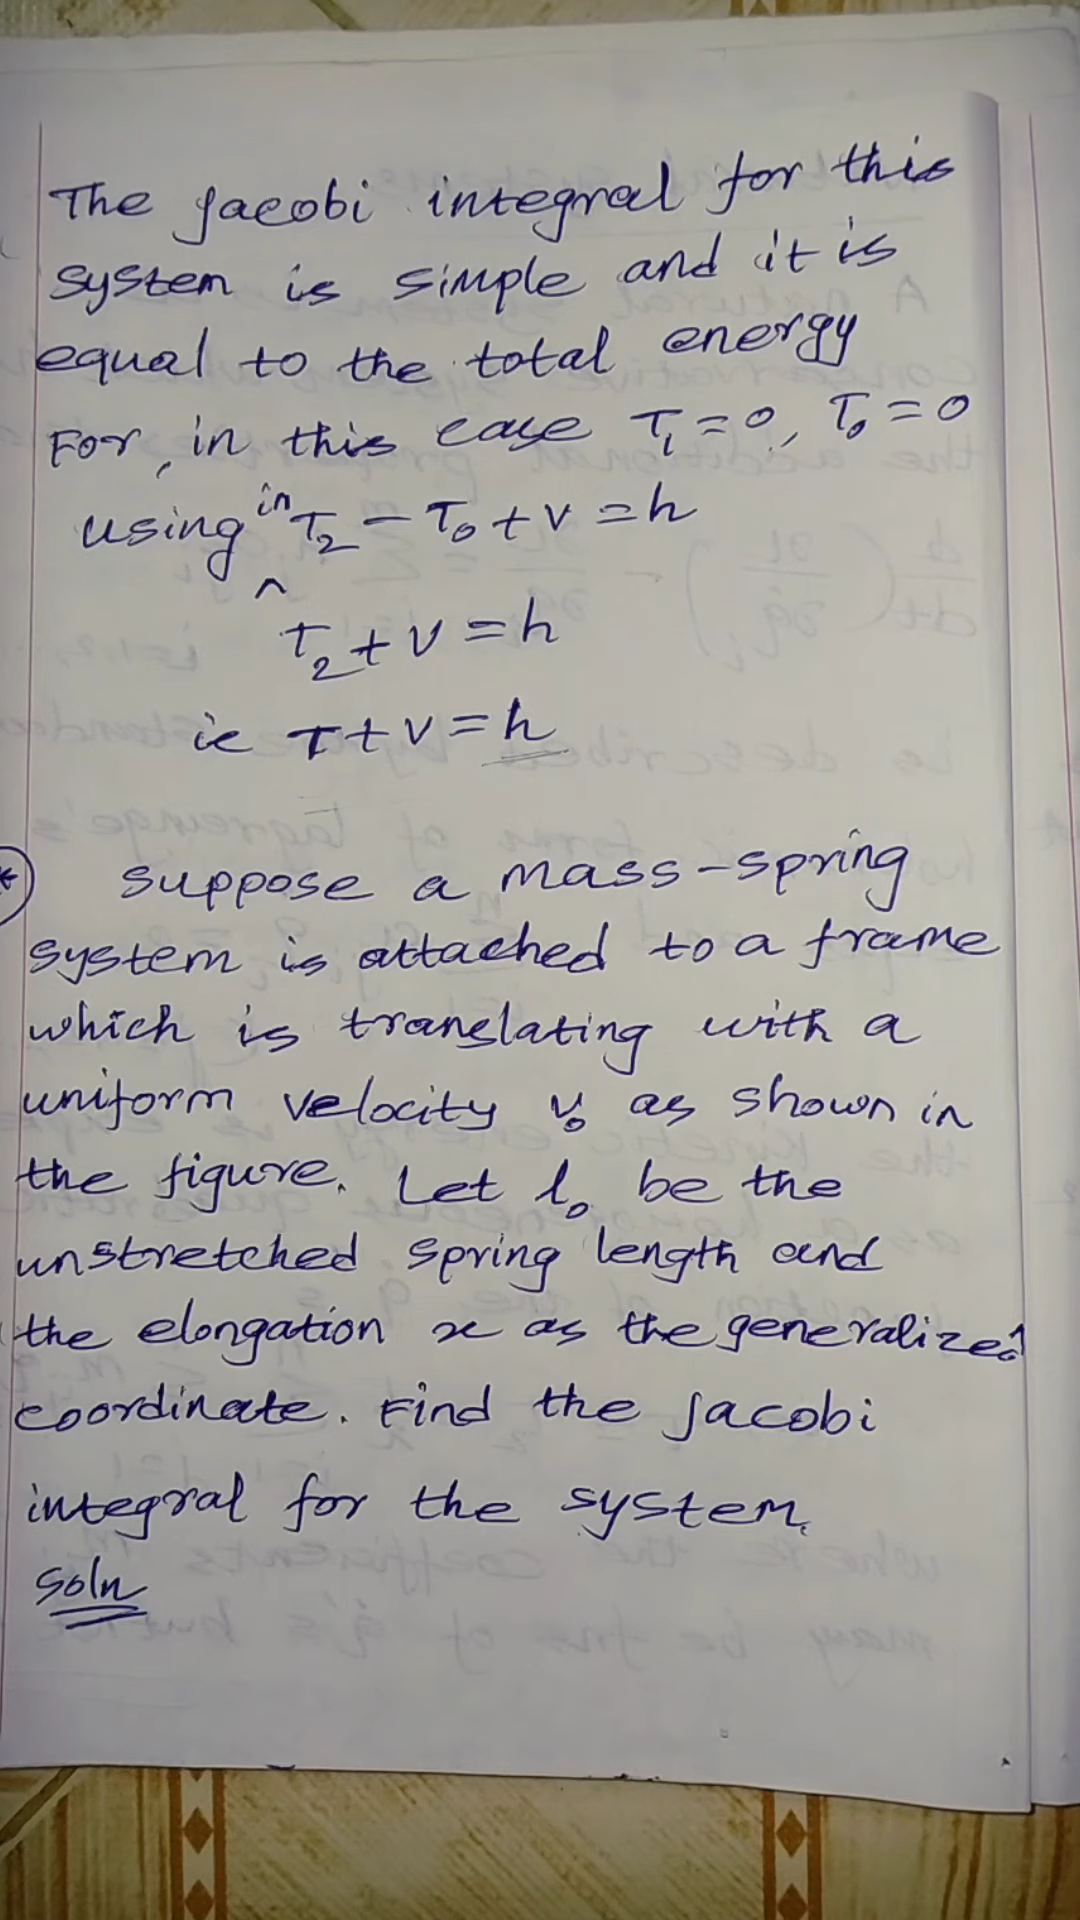 The Jacobi integral for this
system is simple and it is
equal to the total energy
For, in this case T₁=0, T₀=0
using in T₂ - T₀ + V = h
T₂ + V = h
ie T + V = h
suppose a mass-spring
system is attached to a frame
which is translating with a
uniform velocity v₀ as shown in
the figure. Let l₀ be the
unstretched spring length and
the elongation x as the generalized
coordinate. Find the Jacobi
integral for the system.
Soln